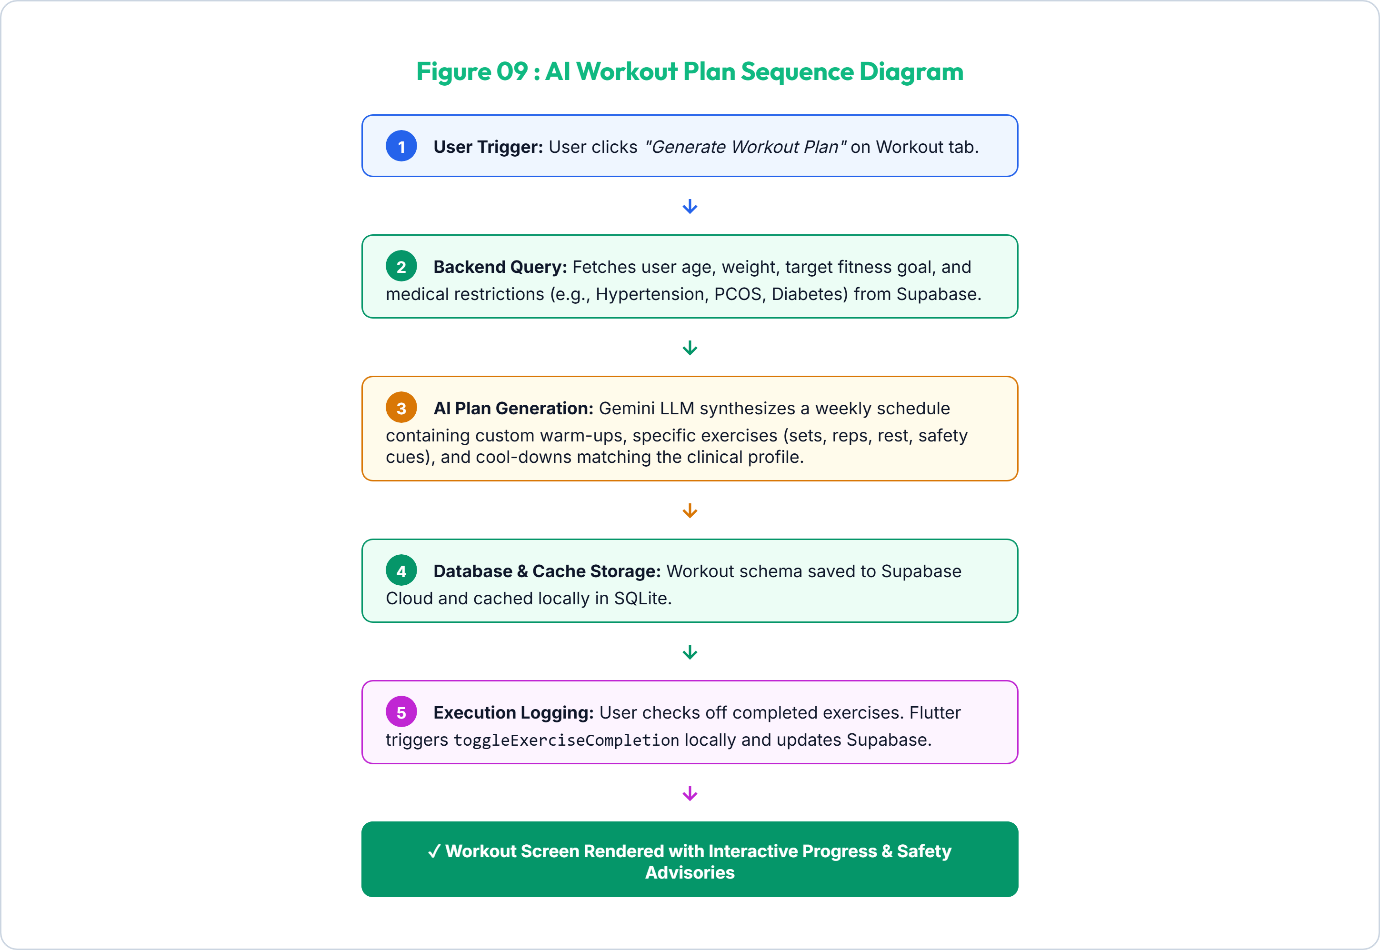 Figure 09 : AI Workout Plan Sequence Diagram
1 User Trigger: User clicks "Generate Workout Plan" on Workout tab.
↓
2 Backend Query: Fetches user age, weight, target fitness goal, and
medical restrictions (e.g., Hypertension, PCOS, Diabetes) from Supabase.
↓
3 AI Plan Generation: Gemini LLM synthesizes a weekly schedule
containing custom warm-ups, specific exercises (sets, reps, rest, safety
cues), and cool-downs matching the clinical profile.
↓
4 Database & Cache Storage: Workout schema saved to Supabase
Cloud and cached locally in SQLite.
↓
5 Execution Logging: User checks off completed exercises. Flutter
triggers toggleExerciseCompletion locally and updates Supabase.
↓
✓ Workout Screen Rendered with Interactive Progress & Safety
Advisories